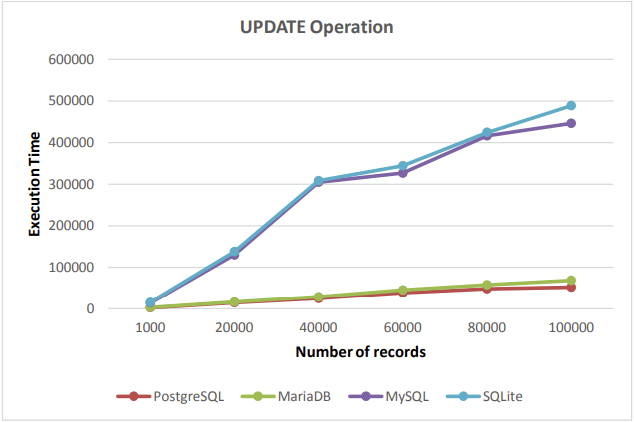 UPDATE Operation
600000
500000
400000
300000
200000
100000
0
Execution Time
1000 20000 40000 60000 80000 100000
Number of records
PostgreSQL MariaDB MySQL SQLite